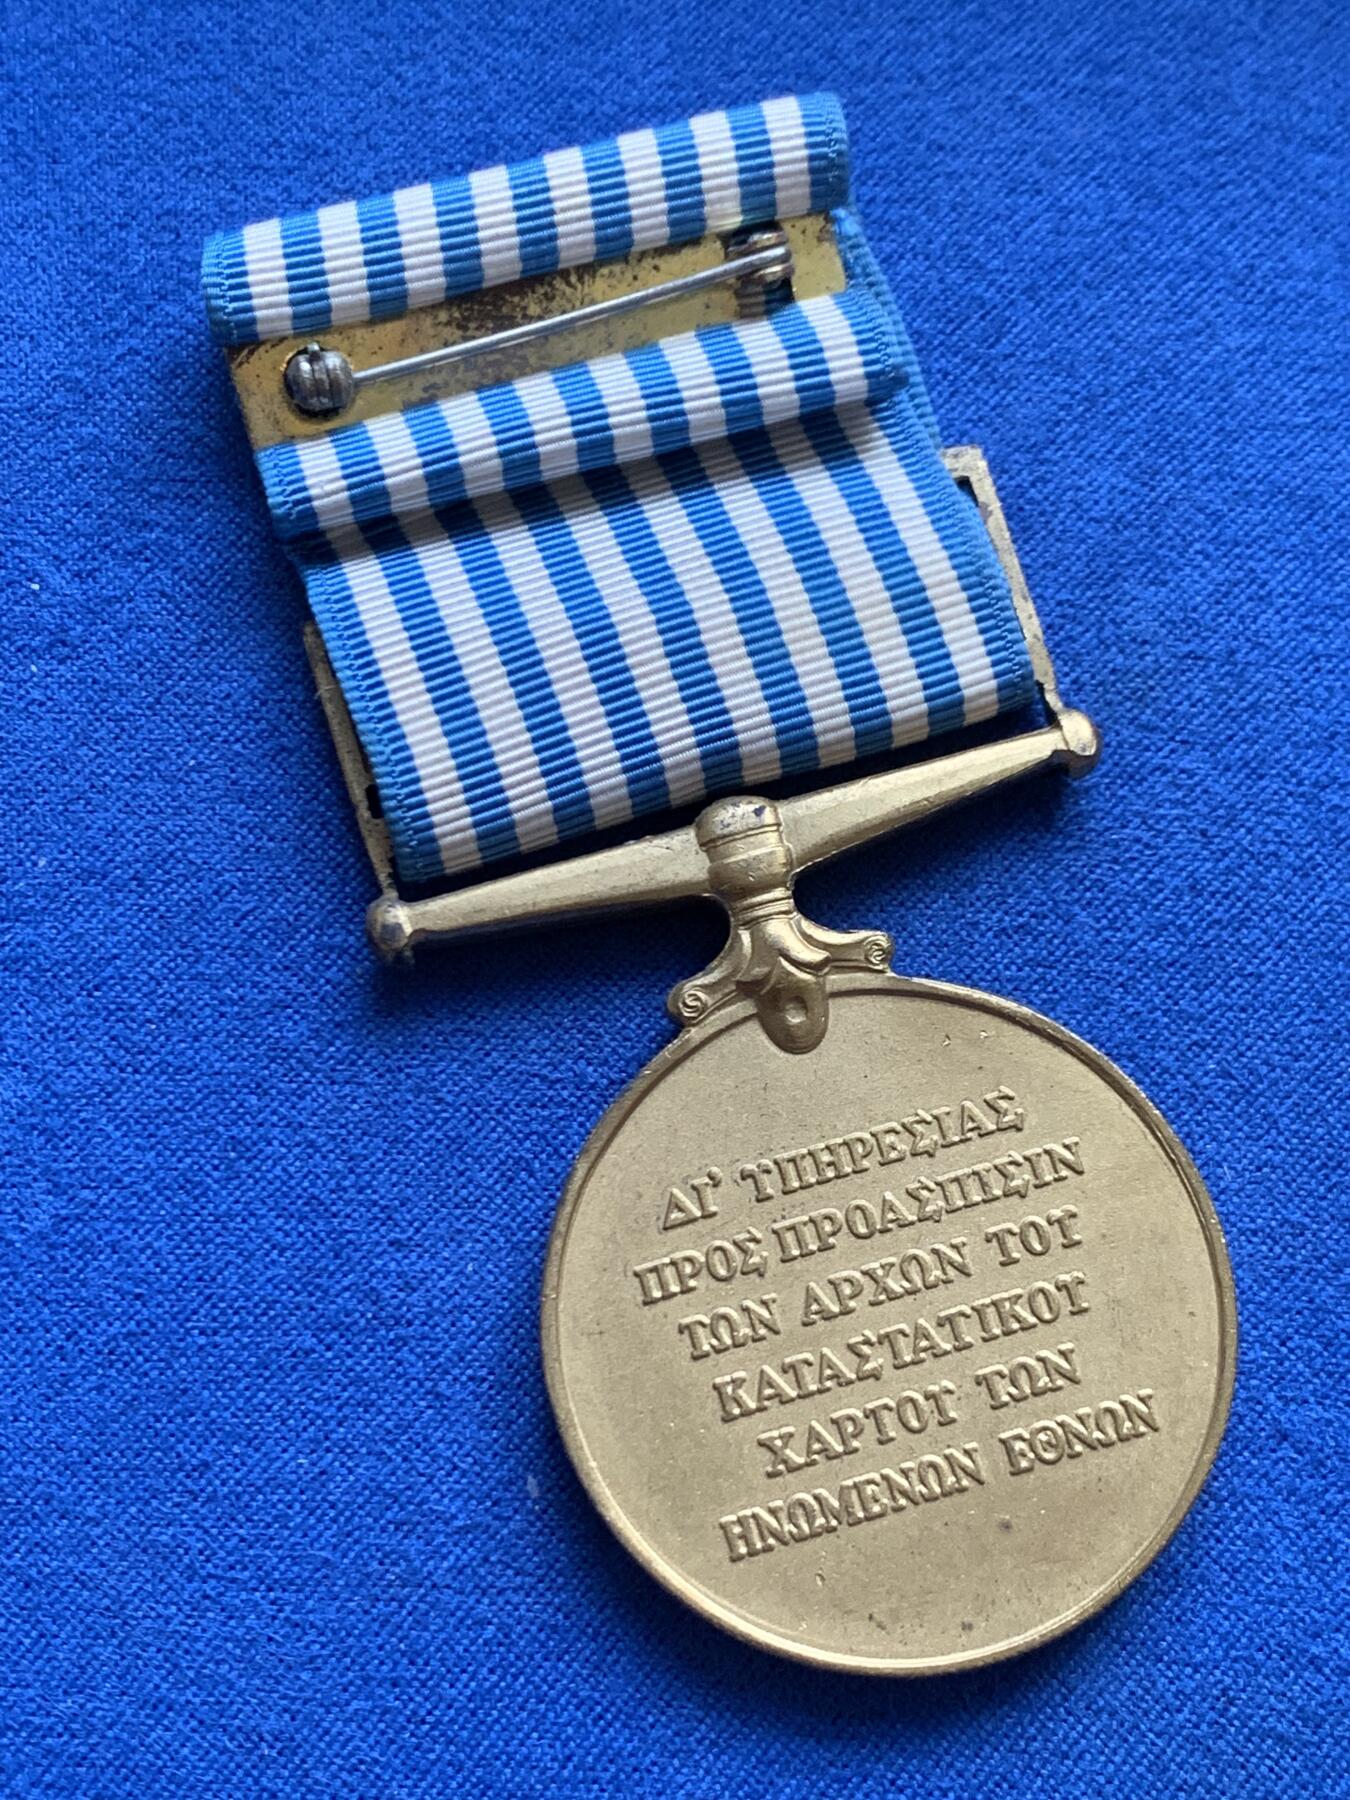 ΔΙ' ΥΠΗΡΕΣΙΑΣ
ΠΡΟΣ ΠΡΟΑΣΠΙΣΙΝ
ΤΩΝ ΑΡΧΩΝ ΤΟΥ
ΚΑΤΑΣΤΑΤΙΚΟΥ
ΧΑΡΤΟΥ ΤΩΝ
ΗΝΩΜΕΝΩΝ ΕΘΝΩΝ